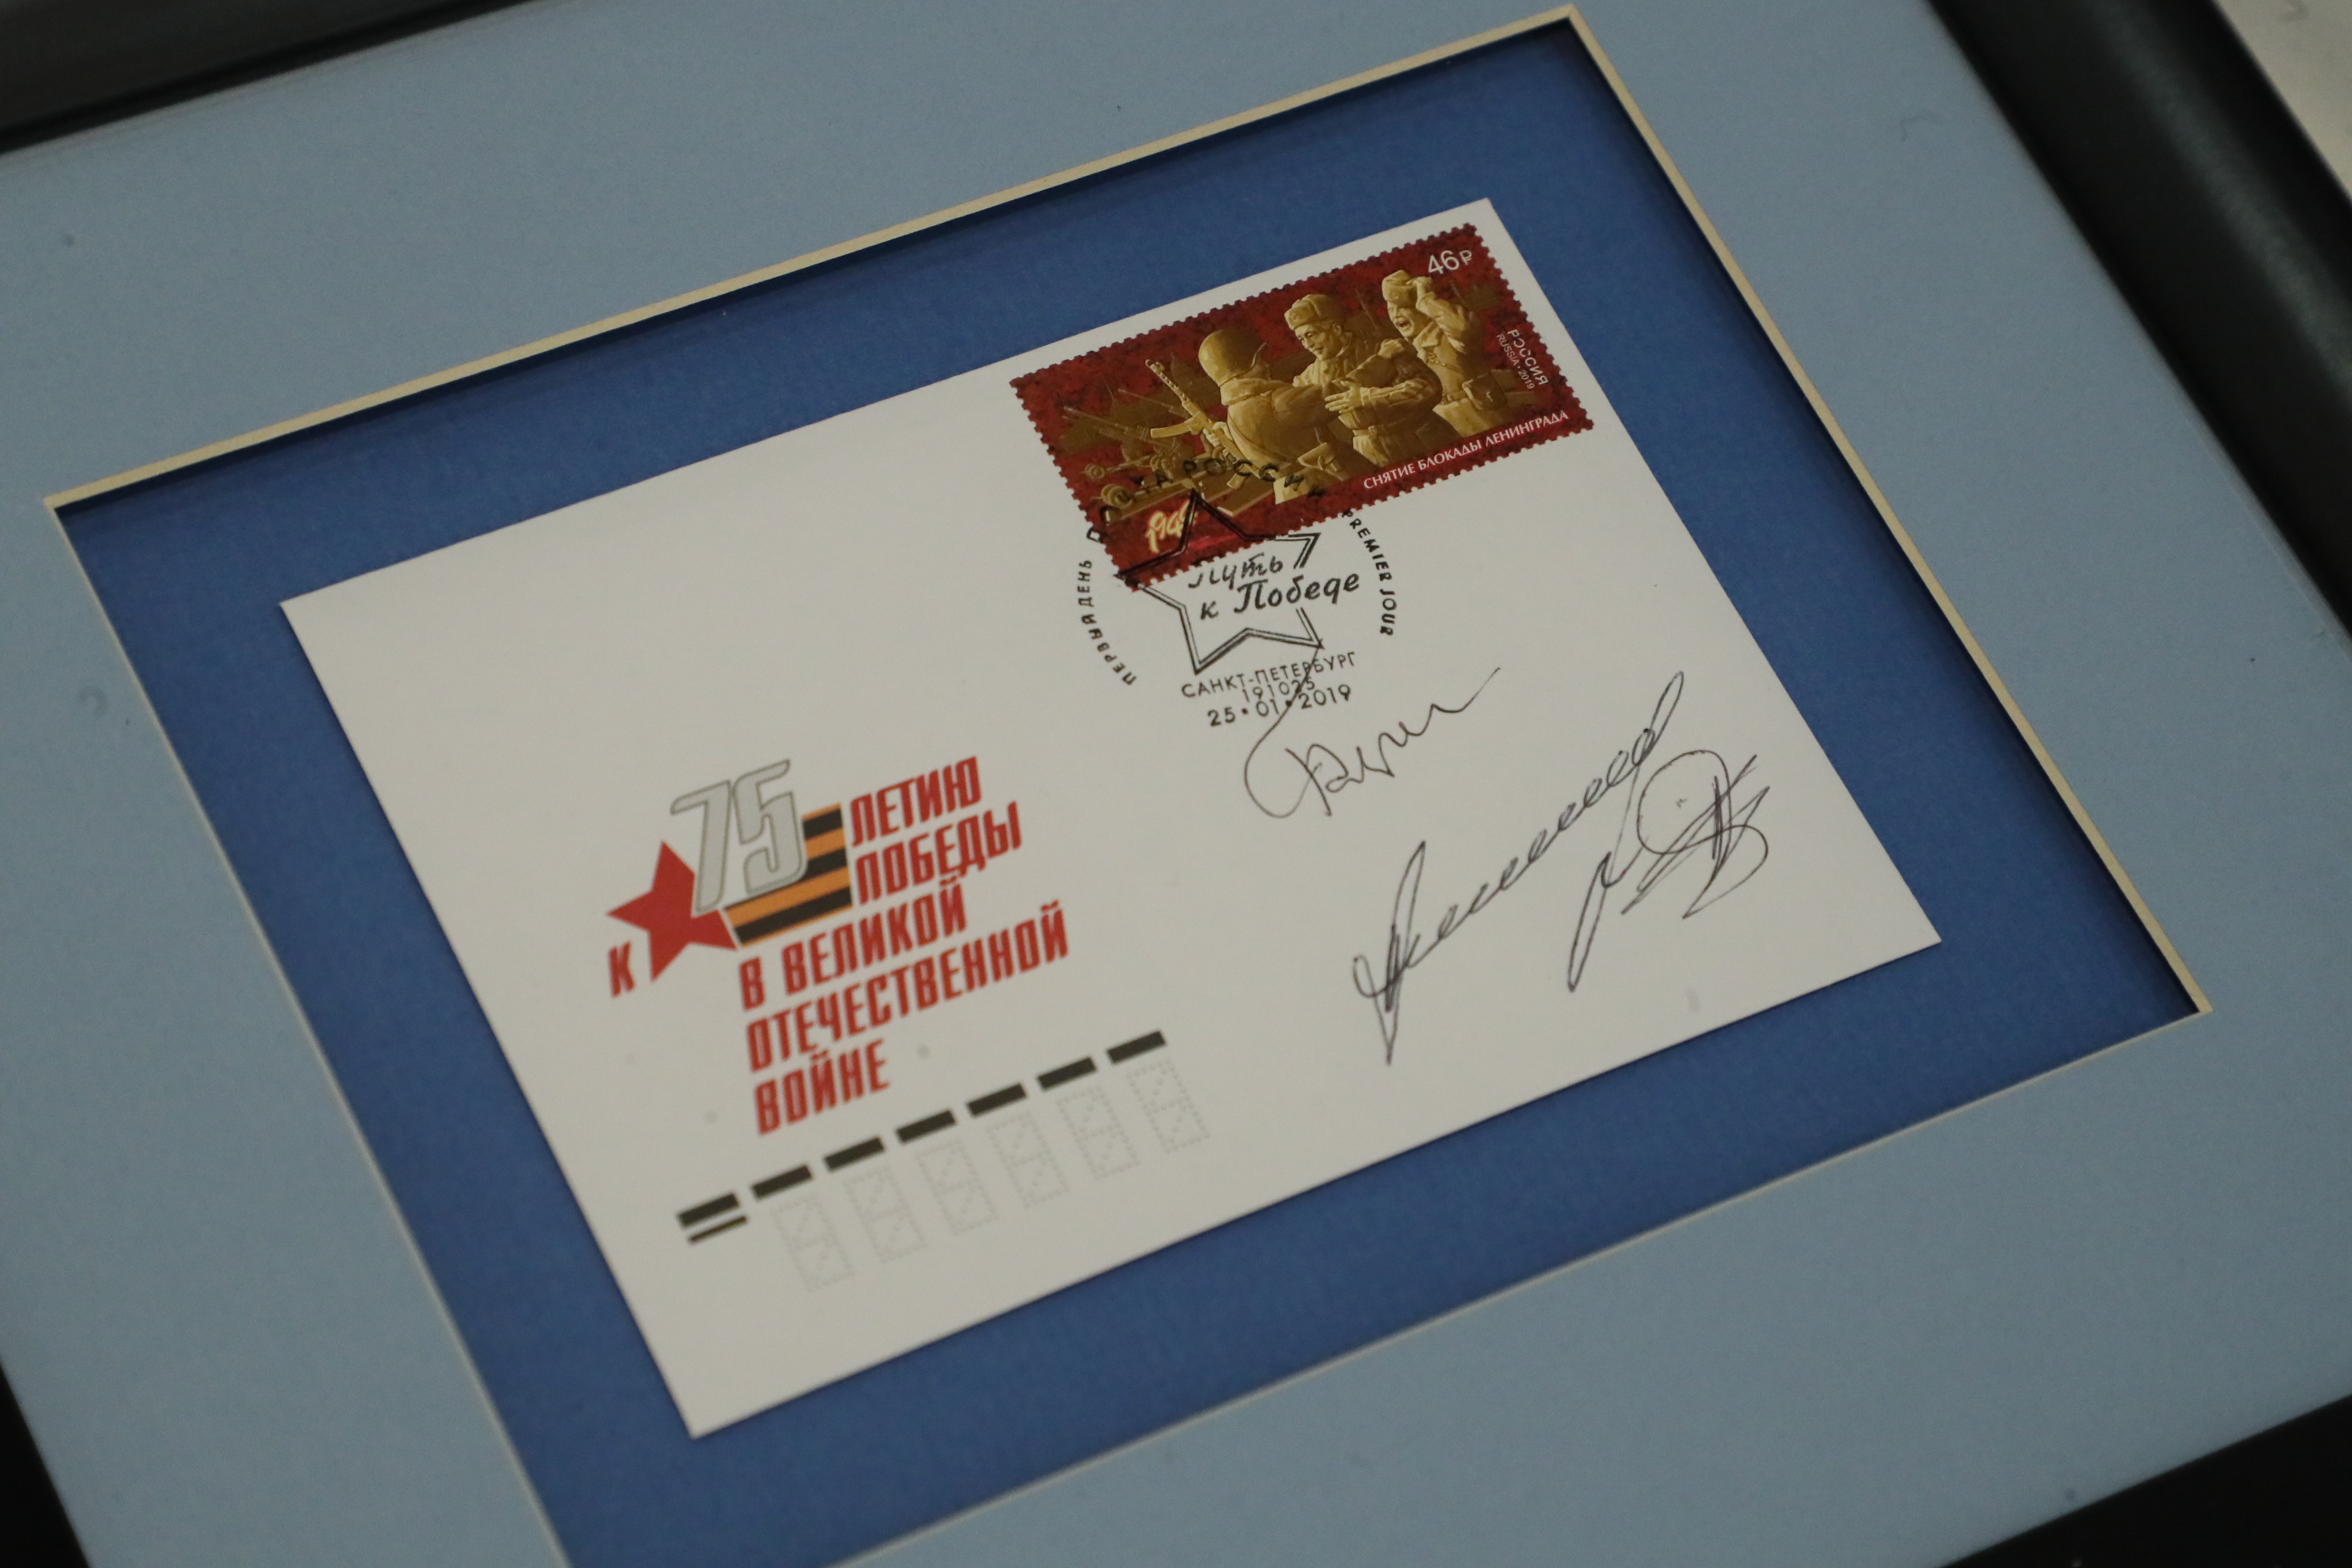 46₽
РОССИЯ
RUSSIA • 2019
СНЯТИЕ БЛОКАДЫ ЛЕНИНГРАДА
ПОЧТА РОССИИ
ПЕРВЫЙ ДЕНЬ
PREMIER JOUR
Путь
к Победе
САНКТ-ПЕТЕРБУРГ
191025
25•01•2019
К 75 ЛЕТИЮ
ПОБЕДЫ
В ВЕЛИКОЙ
ОТЕЧЕСТВЕННОЙ
ВОЙНЕ